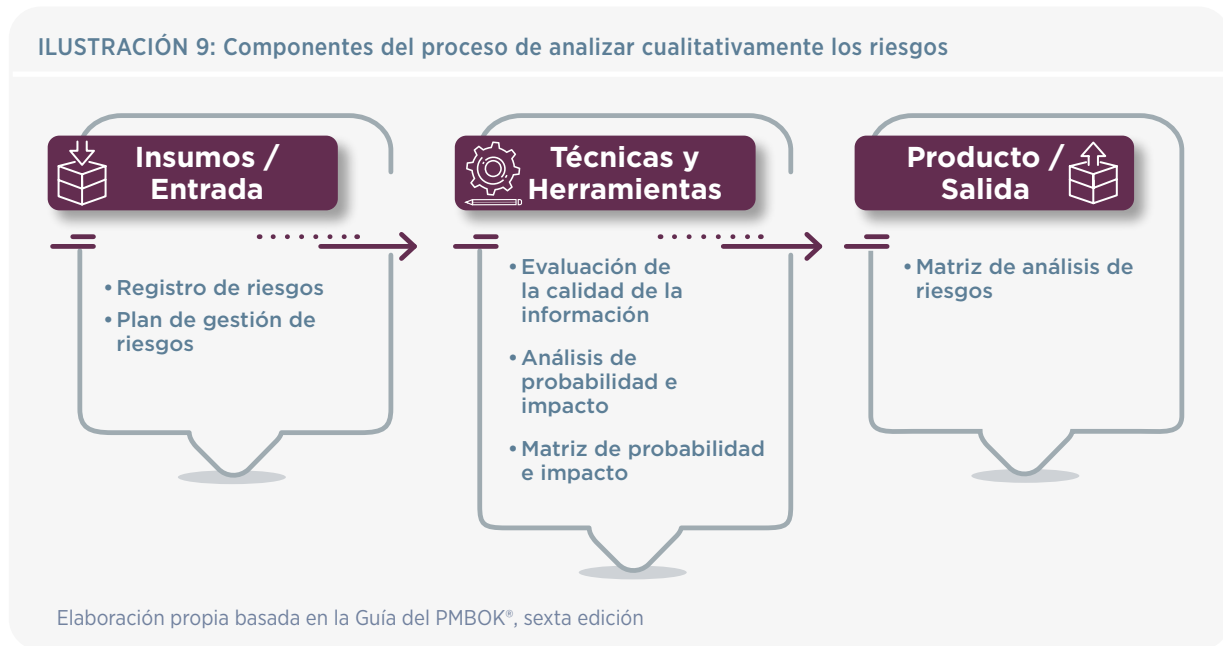 ILUSTRACIÓN 9: Componentes del proceso de analizar cualitativamente los riesgos
Insumos /
Entrada
• Registro de riesgos
• Plan de gestión de
riesgos
Técnicas y
Herramientas
• Evaluación de
la calidad de la
información
• Análisis de
probabilidad e
impacto
• Matriz de probabilidad
e impacto
Producto /
Salida
• Matriz de análisis de
riesgos
Elaboración propia basada en la Guía del PMBOK®, sexta edición